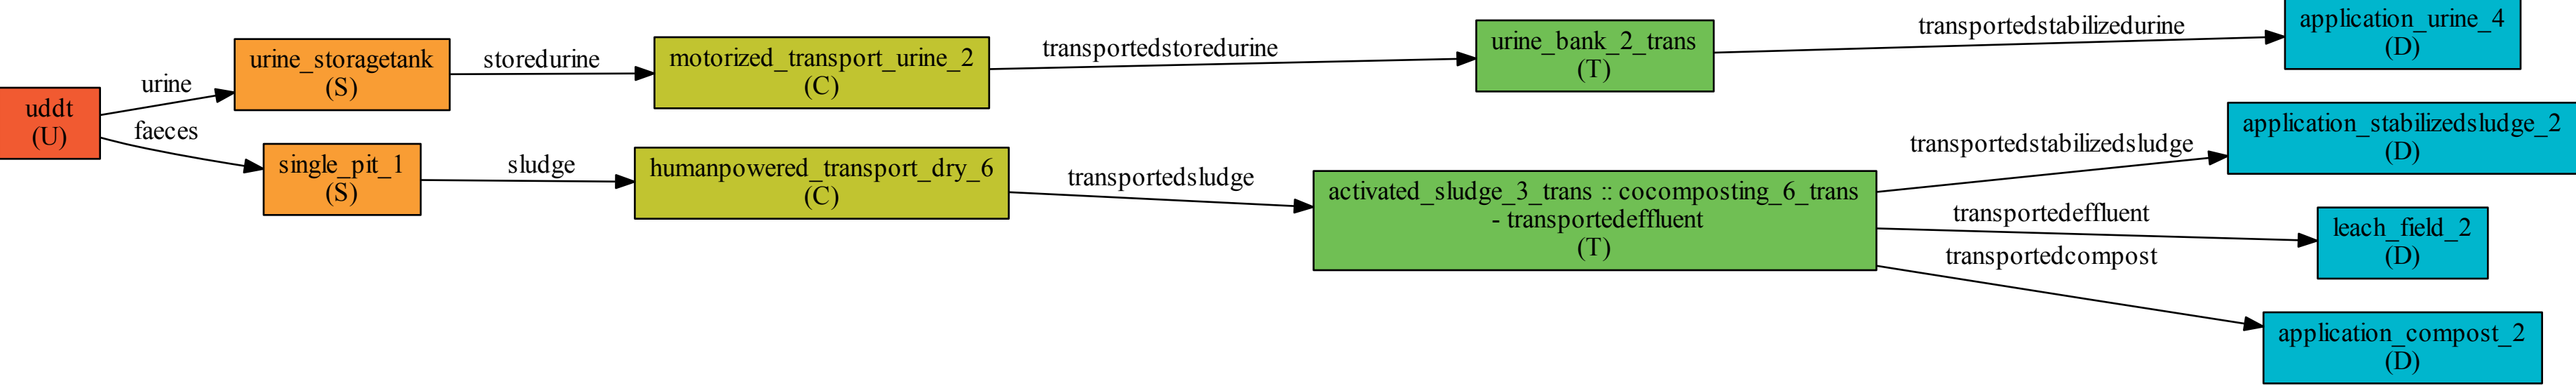 uddt
(U)
urine
faeces
urine_storagetank
(S)
single_pit_1
(S)
storedurine
sludge
motorized_transport_urine_2
(C)
humanpowered_transport_dry_6
(C)
transportedstoredurine
transportedsludge
urine_bank_2_trans
(T)
activated_sludge_3_trans :: cocomposting_6_trans
- transportedeffluent
(T)
transportedstabilizedurine
transportedstabilizedsludge
transportedeffluent
transportedcompost
application_urine_4
(D)
application_stabilizedsludge_2
(D)
leach_field_2
(D)
application_compost_2
(D)